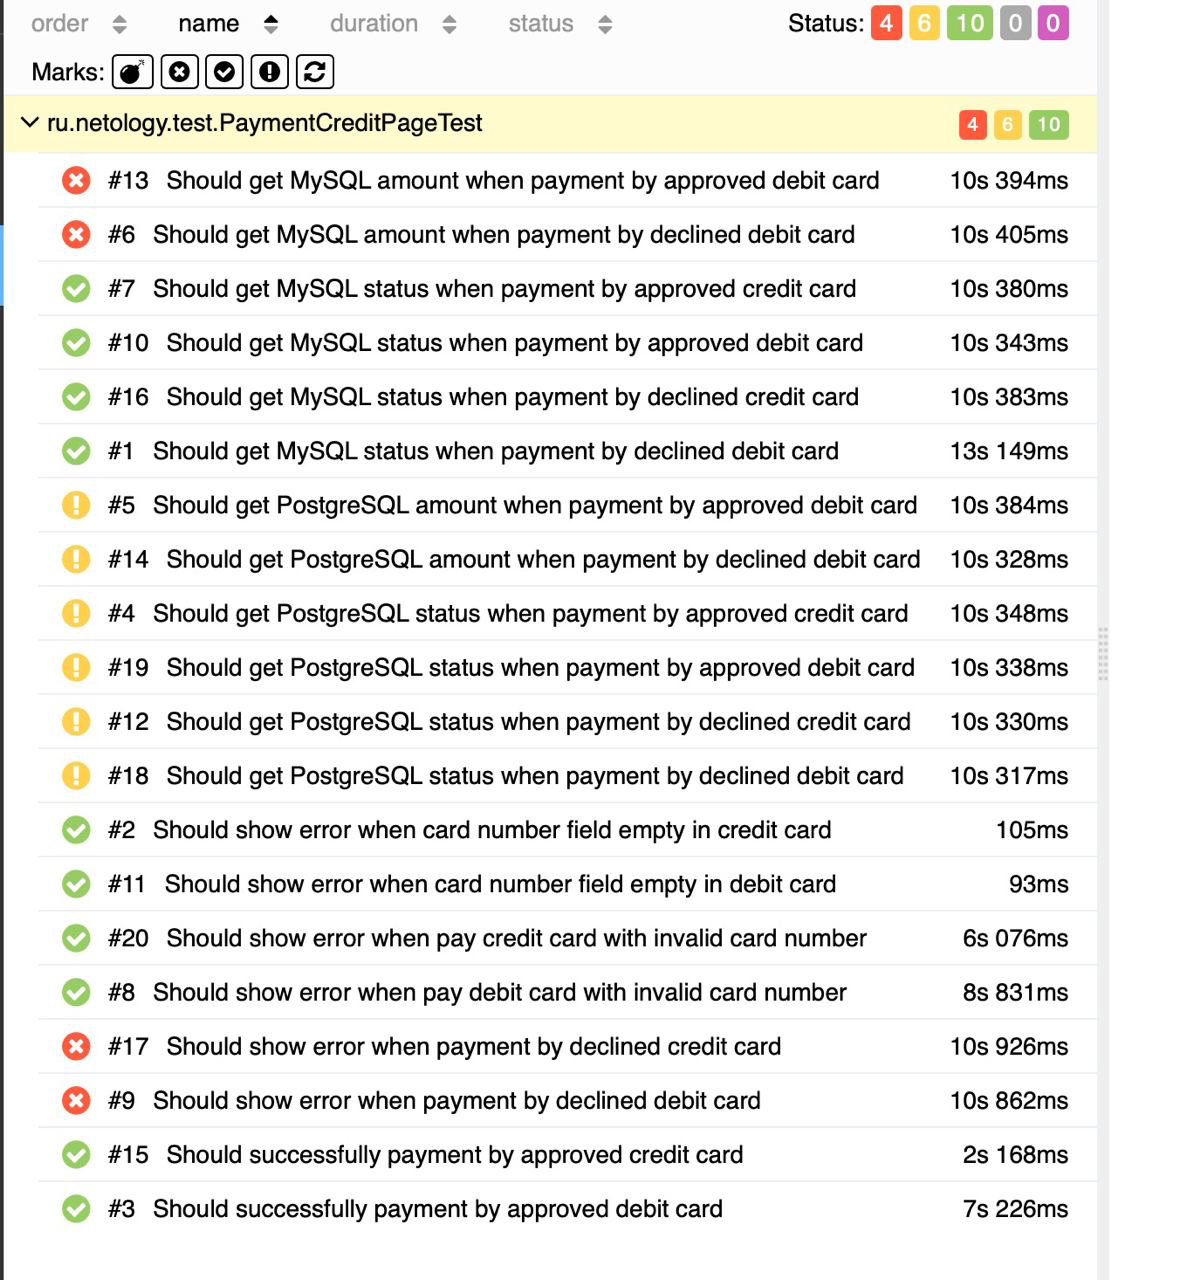 order name duration status Status: 4 6 10 0 0
Marks:
ru.netology.test.PaymentCreditPageTest 4 6 10
#13 Should get MySQL amount when payment by approved debit card 10s 394ms
#6 Should get MySQL amount when payment by declined debit card 10s 405ms
#7 Should get MySQL status when payment by approved credit card 10s 380ms
#10 Should get MySQL status when payment by approved debit card 10s 343ms
#16 Should get MySQL status when payment by declined credit card 10s 383ms
#1 Should get MySQL status when payment by declined debit card 13s 149ms
#5 Should get PostgreSQL amount when payment by approved debit card 10s 384ms
#14 Should get PostgreSQL amount when payment by declined debit card 10s 328ms
#4 Should get PostgreSQL status when payment by approved credit card 10s 348ms
#19 Should get PostgreSQL status when payment by approved debit card 10s 338ms
#12 Should get PostgreSQL status when payment by declined credit card 10s 330ms
#18 Should get PostgreSQL status when payment by declined debit card 10s 317ms
#2 Should show error when card number field empty in credit card 105ms
#11 Should show error when card number field empty in debit card 93ms
#20 Should show error when pay credit card with invalid card number 6s 076ms
#8 Should show error when pay debit card with invalid card number 8s 831ms
#17 Should show error when payment by declined credit card 10s 926ms
#9 Should show error when payment by declined debit card 10s 862ms
#15 Should successfully payment by approved credit card 2s 168ms
#3 Should successfully payment by approved debit card 7s 226ms